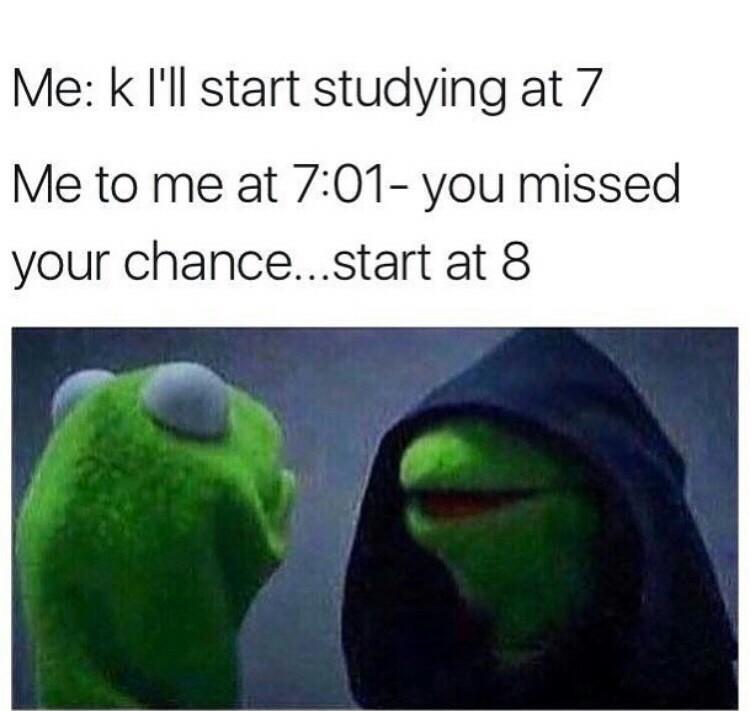 Me: k I'll start studying at 7
Me to me at 7:01- you missed
your chance...start at 8